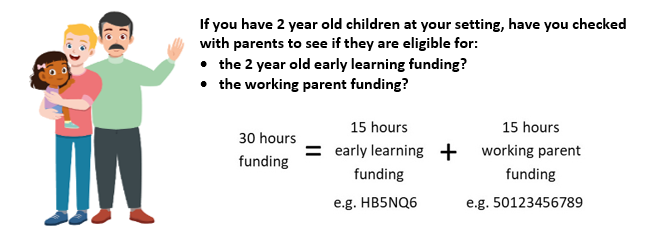 If you have 2 year old children at your setting, have you checked
with parents to see if they are eligible for:
• the 2 year old early learning funding?
• the working parent funding?
30 hours
funding
=
15 hours
early learning
funding
e.g. HB5NQ6
+
15 hours
working parent
funding
e.g. 50123456789